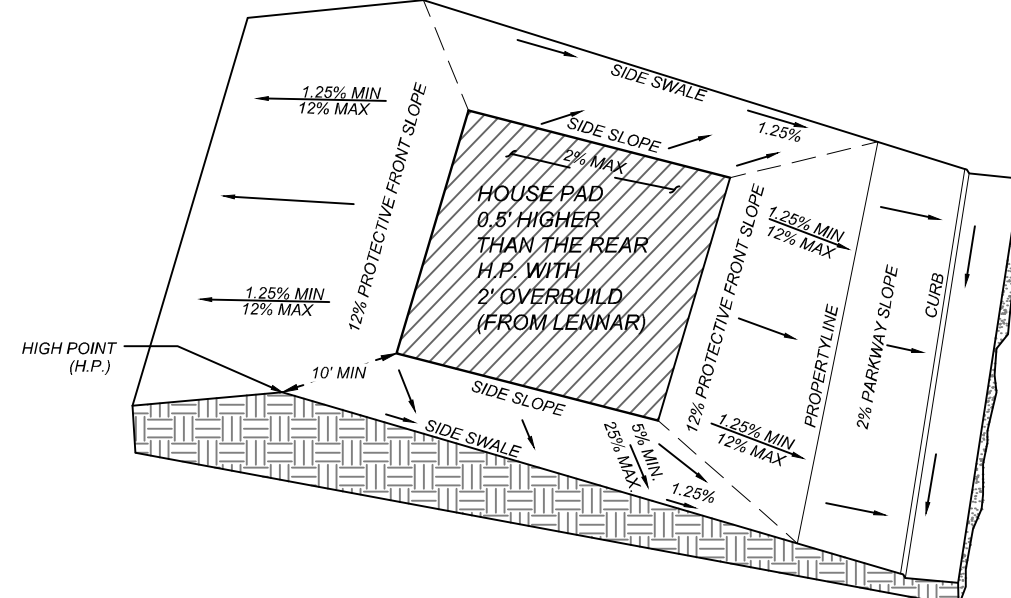 SIDE SWALE
1.25%
1.25% MIN
12% MAX
12% PROTECTIVE FRONT SLOPE
SIDE SLOPE
2% MAX
HOUSE PAD
0.5' HIGHER
THAN THE REAR
H.P. WITH
2' OVERBUILD
(FROM LENNAR)
12% PROTECTIVE FRONT SLOPE
1.25% MIN
12% MAX
PROPERTYLINE
2% PARKWAY SLOPE
CURB
1.25% MIN
12% MAX
HIGH POINT
(H.P.)
10' MIN
SIDE SLOPE
SIDE SWALE
5% MIN.
25% MAX
1.25%
1.25% MIN
12% MAX